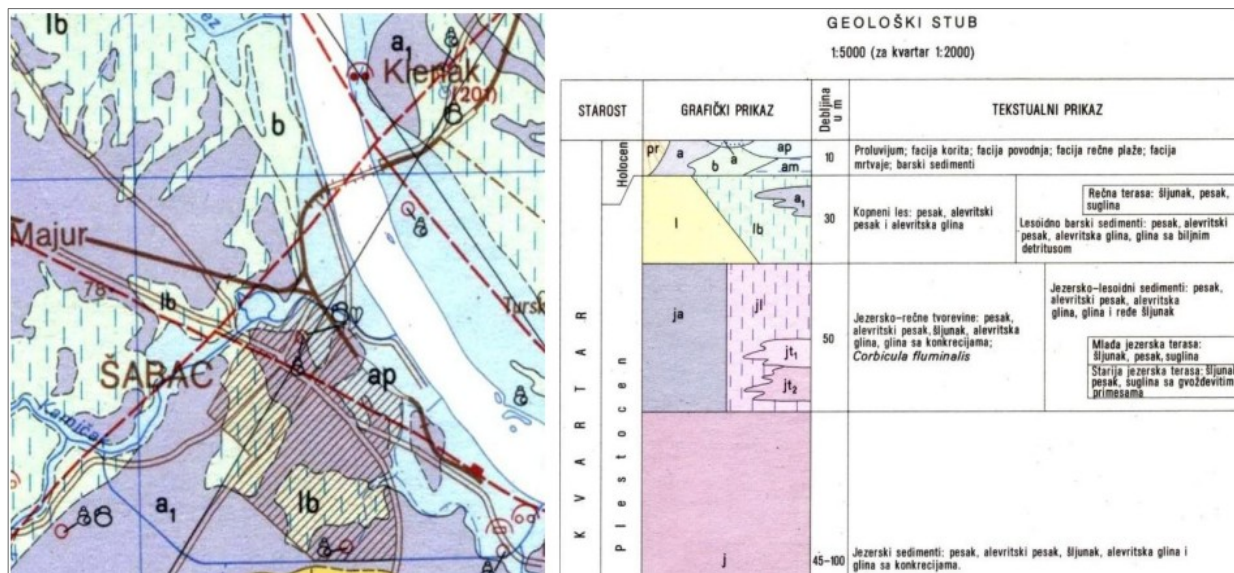 lb
a₁
Klenak
(201)
b
Majur
78
lb
Tursk
ŠABAC
ap
Kamičak
a₁
lb
GEOLOŠKI STUB
1:5000 (za kvartar 1:2000)
STAROST
GRAFIČKI PRIKAZ
Debljina u m
TEKSTUALNI PRIKAZ
KVARTAR
Holocen
pr
a
b
a
ap
am
10
Proluvijum; facija korita; facija povodnja; facija rečne plaže; facija
mrtvaje; barski sedimenti
Plestocen
l
lb
a₁
30
Kopneni les: pesak, alevritski
pesak i alevritska glina
Rečna terasa: šljunak, pesak,
suglina
Lesoidno barski sedimenti: pesak, alevritski
pesak, alevritska glina, glina sa biljnim
detritusom
ja
jl
jt₁
jt₂
50
Jezersko-rečne tvorevine: pesak,
alevritski pesak, šljunak, alevritska
glina, glina sa konkrecijama;
Corbicula fluminalis
Jezersko-lesoidni sedimenti: pesak,
alevritski pesak, alevritska
glina, glina i ređe šljunak
Mlađa jezerska terasa:
šljunak, pesak, suglina
Starija jezerska terasa: šljunak
pesak, suglina sa gvožđevitim
primesama
j
45-100
Jezerski sedimenti: pesak, alevritski pesak, šljunak, alevritska glina i
glina sa konkrecijama.